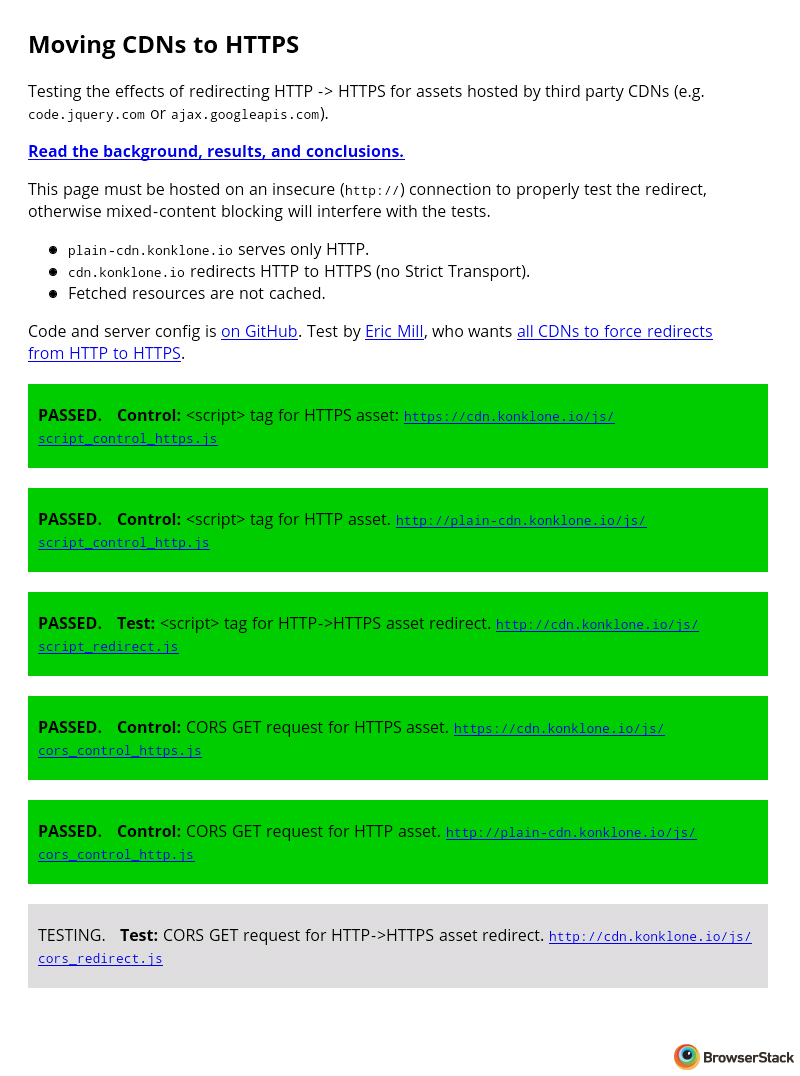 Moving CDNs to HTTPS
Testing the effects of redirecting HTTP -> HTTPS for assets hosted by third party CDNs (e.g.
code.jquery.com or ajax.googleapis.com).
Read the background, results, and conclusions.
This page must be hosted on an insecure (http://) connection to properly test the redirect,
otherwise mixed-content blocking will interfere with the tests.
● plain-cdn.konklone.io serves only HTTP.
● cdn.konklone.io redirects HTTP to HTTPS (no Strict Transport).
● Fetched resources are not cached.
Code and server config is on GitHub. Test by Eric Mill, who wants all CDNs to force redirects
from HTTP to HTTPS.
PASSED. Control: <script> tag for HTTPS asset: https://cdn.konklone.io/js/
script_control_https.js
PASSED. Control: <script> tag for HTTP asset. http://plain-cdn.konklone.io/js/
script_control_http.js
PASSED. Test: <script> tag for HTTP->HTTPS asset redirect. http://cdn.konklone.io/js/
script_redirect.js
PASSED. Control: CORS GET request for HTTPS asset. https://cdn.konklone.io/js/
cors_control_https.js
PASSED. Control: CORS GET request for HTTP asset. http://plain-cdn.konklone.io/js/
cors_control_http.js
TESTING. Test: CORS GET request for HTTP->HTTPS asset redirect. http://cdn.konklone.io/js/
cors_redirect.js
BrowserStack